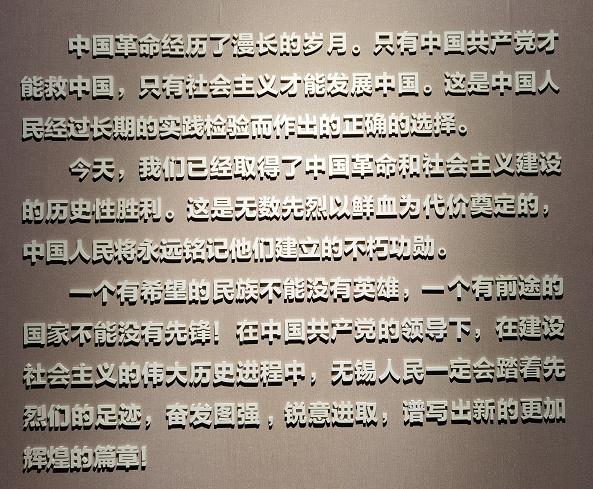 中国革命经历了漫长的岁月。只有中国共产党才
能救中国，只有社会主义才能发展中国。这是中国人
民经过长期的实践检验而作出的正确的选择。
今天，我们已经取得了中国革命和社会主义建设
的历史性胜利。这是无数先烈以鲜血为代价奠定的，
中国人民将永远铭记他们建立的不朽功勋。
一个有希望的民族不能没有英雄，一个有前途的
国家不能没有先锋！在中国共产党的领导下，在建设
社会主义的伟大历史进程中，无锡人民一定会踏着先
烈们的足迹，奋发图强，锐意进取，谱写出新的更加
辉煌的篇章！